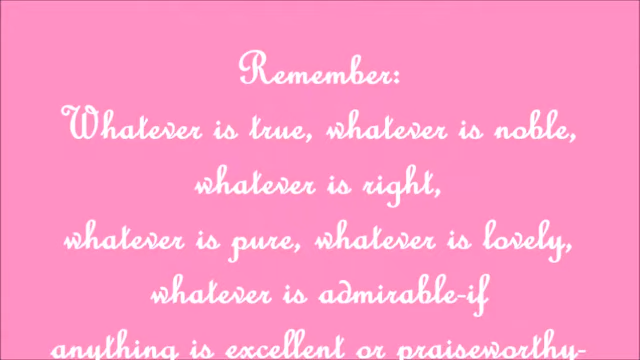 Remember:
Whatever is true, whatever is noble,
whatever is right,
whatever is pure, whatever is lovely,
whatever is admirable-if
anything is excellent or praiseworthy-